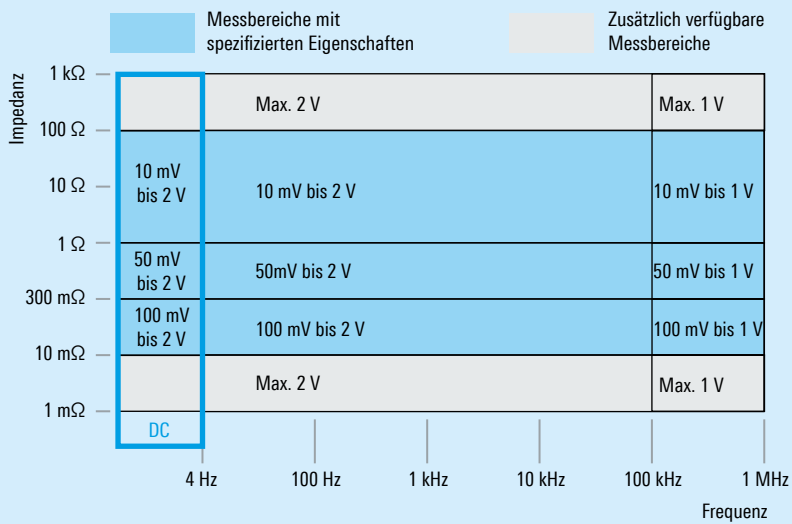 Messbereiche mit
spezifizierten Eigenschaften
Zusätzlich verfügbare
Messbereiche
Impedanz
1 kΩ
Max. 2 V
Max. 1 V
100 Ω
10 mV
bis 2 V
10 Ω
10 mV bis 2 V
10 mV bis 1 V
1 Ω
50 mV
bis 2 V
50mV bis 2 V
50 mV bis 1 V
300 mΩ
100 mV
bis 2 V
100 mV bis 2 V
100 mV bis 1 V
10 mΩ
Max. 2 V
Max. 1 V
1 mΩ
DC
4 Hz
100 Hz
1 kHz
10 kHz
100 kHz
1 MHz
Frequenz